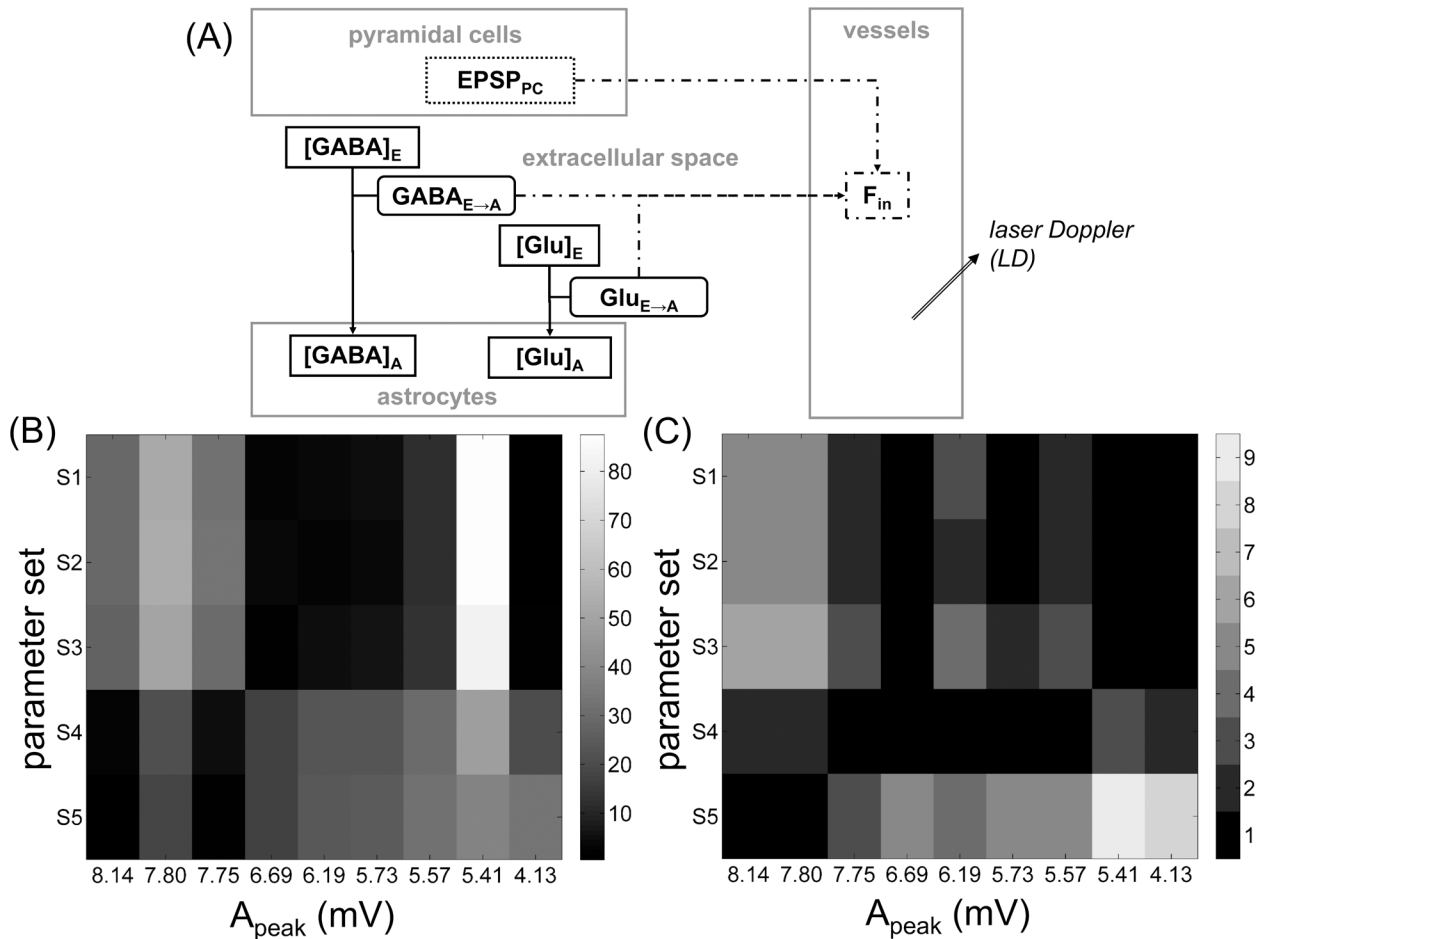 (A)
pyramidal cells
vessels
EPSP_PC
[GABA]_E
extracellular space
GABA_E→A
F_in
[Glu]_E
laser Doppler
(LD)
Glu_E→A
[GABA]_A
[Glu]_A
astrocytes
(B)
S1
S2
S3
S4
S5
parameter set
80
70
60
50
40
30
20
10
8.14 7.80 7.75 6.69 6.19 5.73 5.57 5.41 4.13
A_peak (mV)
(C)
S1
S2
S3
S4
S5
parameter set
9
8
7
6
5
4
3
2
1
8.14 7.80 7.75 6.69 6.19 5.73 5.57 5.41 4.13
A_peak (mV)